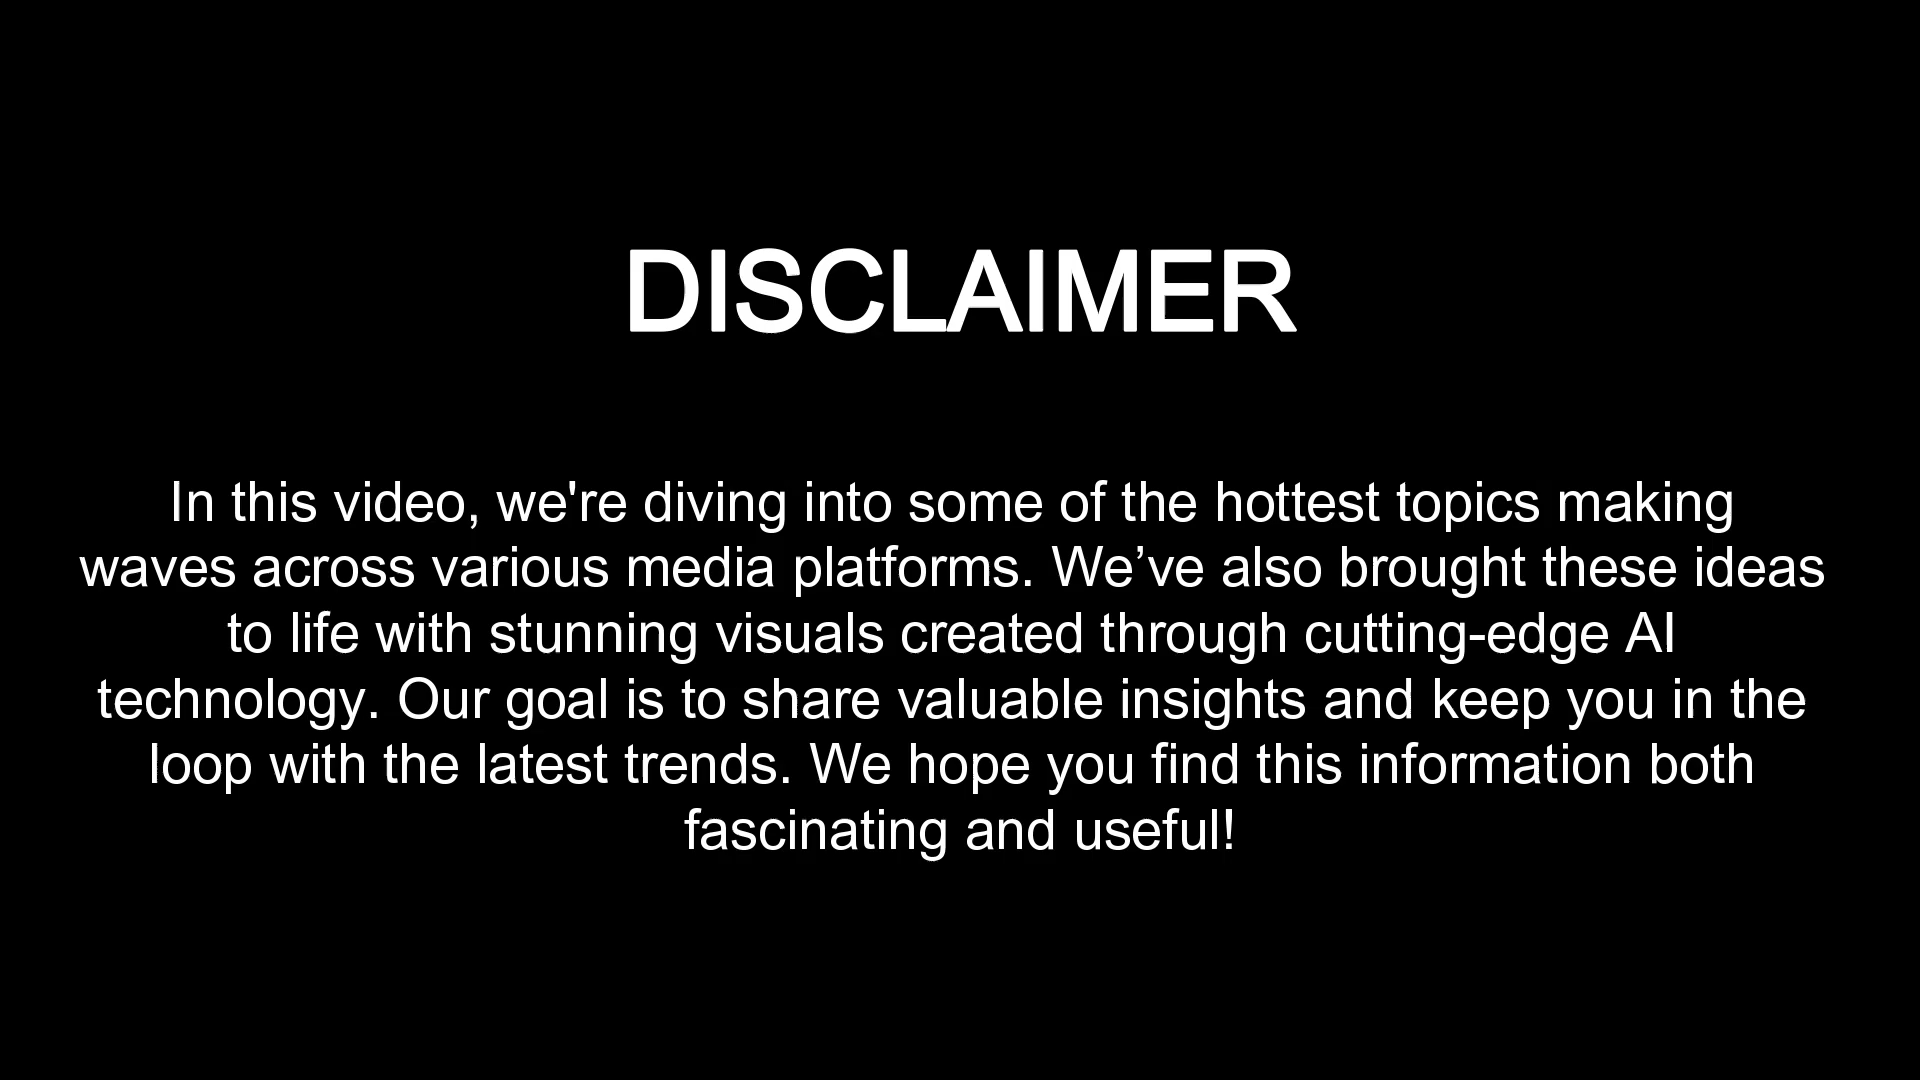 DISCLAIMER
In this video, we're diving into some of the hottest topics making
waves across various media platforms. We’ve also brought these ideas
to life with stunning visuals created through cutting-edge AI
technology. Our goal is to share valuable insights and keep you in the
loop with the latest trends. We hope you find this information both
fascinating and useful!